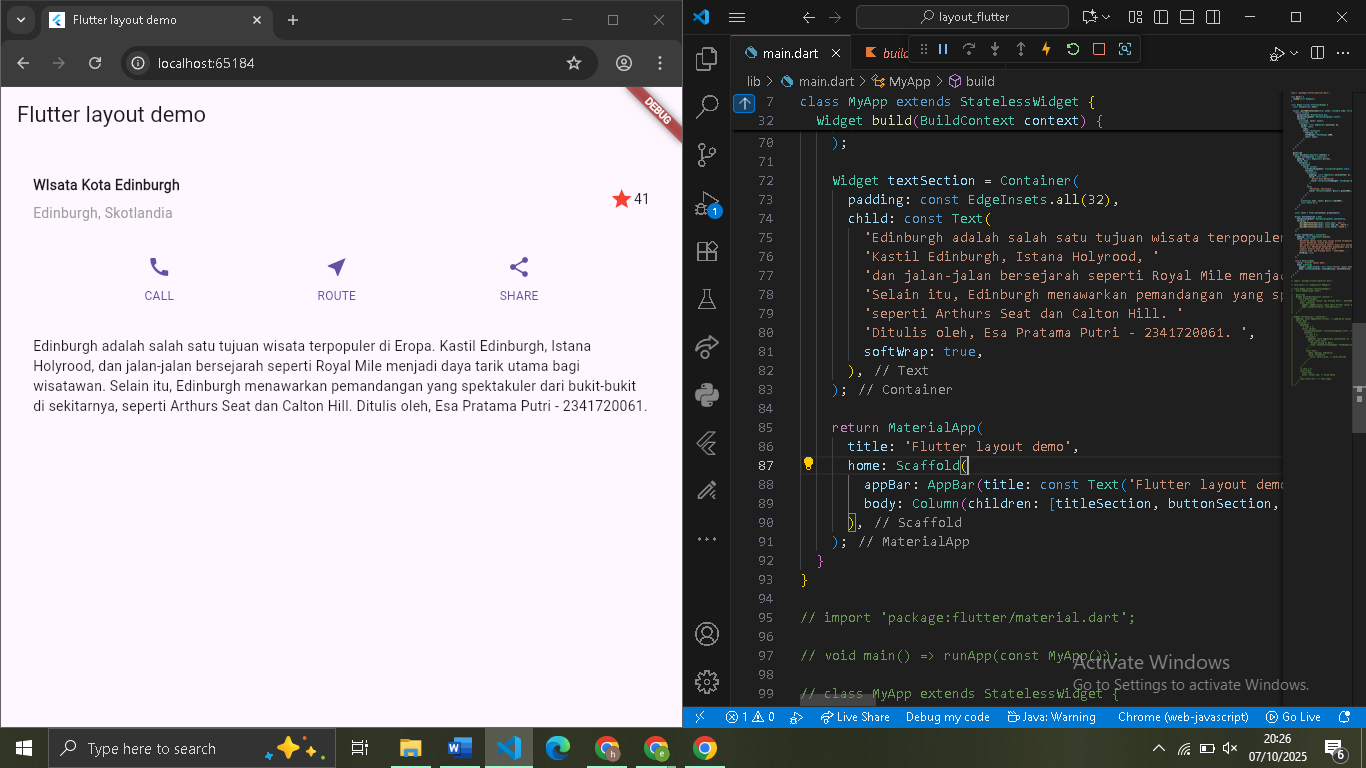 Flutter layout demo
localhost:65184
Flutter layout demo
DEBUG
WIsata Kota Edinburgh
Edinburgh, Skotlandia
41
CALL
ROUTE
SHARE
Edinburgh adalah salah satu tujuan wisata terpopuler di Eropa. Kastil Edinburgh, Istana
Holyrood, dan jalan-jalan bersejarah seperti Royal Mile menjadi daya tarik utama bagi
wisatawan. Selain itu, Edinburgh menawarkan pemandangan yang spektakuler dari bukit-bukit
di sekitarnya, seperti Arthurs Seat dan Calton Hill. Ditulis oleh, Esa Pratama Putri - 2341720061.
layout_flutter
main.dart
build
lib > main.dart > MyApp > build
7 class MyApp extends StatelessWidget {
32 Widget build(BuildContext context) {
70 );
71
72 Widget textSection = Container(
73 padding: const EdgeInsets.all(32),
74 child: const Text(
75 'Edinburgh adalah salah satu tujuan wisata terpopuler
76 'Kastil Edinburgh, Istana Holyrood, '
77 'dan jalan-jalan bersejarah seperti Royal Mile menjad
78 'Selain itu, Edinburgh menawarkan pemandangan yang sp
79 'seperti Arthurs Seat dan Calton Hill. '
80 'Ditulis oleh, Esa Pratama Putri - 2341720061. ',
81 softWrap: true,
82 ), // Text
83 ); // Container
84
85 return MaterialApp(
86 title: 'Flutter layout demo',
87 home: Scaffold(
88 appBar: AppBar(title: const Text('Flutter layout demo
89 body: Column(children: [titleSection, buttonSection,
90 ), // Scaffold
91 ); // MaterialApp
92 }
93 }
94
95 // import 'package:flutter/material.dart';
96
97 // void main() => runApp(const MyApp());
98
99 // class MyApp extends StatelessWidget {
1
Activate Windows
Go to Settings to activate Windows.
1 0 Live Share Debug my code Java: Warning Chrome (web-javascript) Go Live
Type here to search
20:26
07/10/2025
6